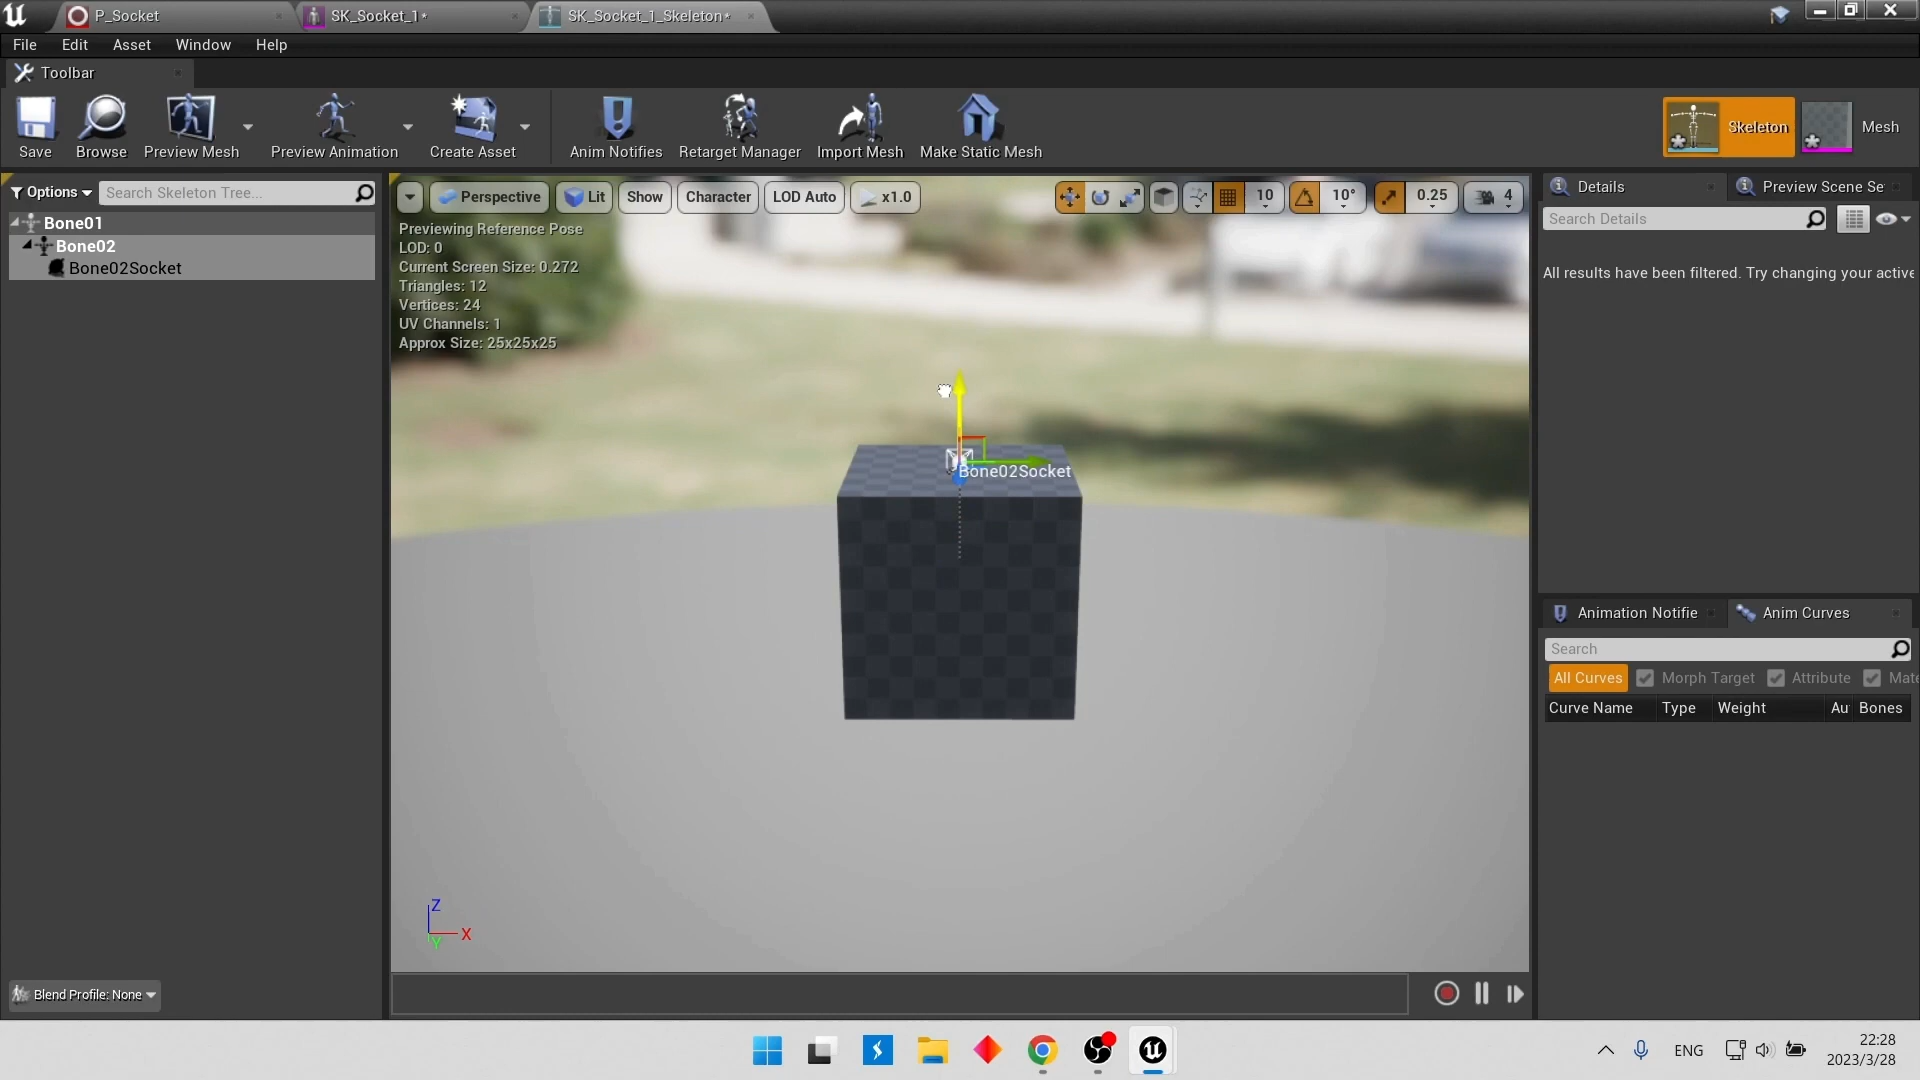 P_Socket
SK_Socket_1*
SK_Socket_1_Skeleton*
File
Edit
Asset
Window
Help
Toolbar
Save
Browse
Preview Mesh
Preview Animation
Create Asset
Anim Notifies
Retarget Manager
Import Mesh
Make Static Mesh
Skeleton
Mesh
Options
Search Skeleton Tree...
Bone01
Bone02
Bone02Socket
Perspective
Lit
Show
Character
LOD Auto
x1.0
10
10°
0.25
4
Previewing Reference Pose
LOD: 0
Current Screen Size: 0.272
Triangles: 12
Vertices: 24
UV Channels: 1
Approx Size: 25x25x25
Bone02Socket
Z
X
Y
Details
Preview Scene Se
Search Details
All results have been filtered. Try changing your active
Animation Notifie
Anim Curves
Search
All Curves
Morph Target
Attribute
Mate
Curve Name
Type
Weight
Au
Bones
Blend Profile: None
ENG
22:28
2023/3/28